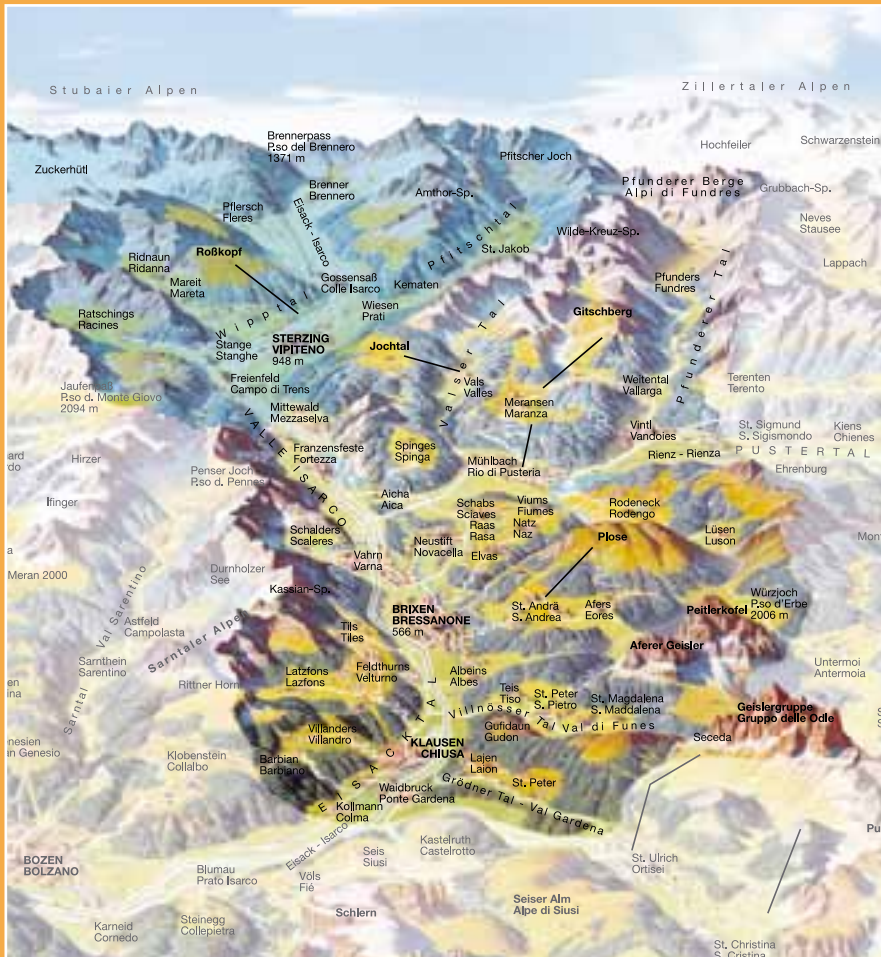 Stubaier Alpen
Zillertaler Alpen
Brennerpass
P.so del Brennero
1371 m
Hochfeiler
Schwarzenstein
Zuckerhütl
Pfitscher Joch
Brenner
Brennero
Amthor-Sp.
Pfunderer Berge
Alpi di Fundres
Grubbach-Sp.
Pflersch
Fleres
Eisack - Isarco
Neves
Stausee
Wilde-Kreuz-Sp.
Roßkopf
Pfitschtal
St. Jakob
Ridnaun
Ridanna
Lappach
Mareit
Mareta
Gossensaß
Colle Isarco
Kematen
Pfunders
Fundres
Wiesen
Prati
Ratschings
Racines
Wipptal
Gitschberg
Valser Tal
Pfunderer Tal
Stange
Stanghe
STERZING
VIPITENO
948 m
Jochtal
Freienfeld
Campo di Trens
Vals
Valles
Weitental
Vallarga
Terenten
Terento
Jaufenpaß
P.so d. Monte Giovo
2094 m
Mittewald
Mezzaselva
Meransen
Maranza
VALLE ISARCO
Vintl
Vandoies
St. Sigmund
S. Sigismondo
Kiens
Chienes
Franzensfeste
Fortezza
Spinges
Spinga
Rienz - Rienza
PUSTERTAL
Hirzer
Penser Joch
P.so d. Pennes
Mühlbach
Rio di Pusteria
Ehrenburg
Ifinger
Aicha
Aica
Schabs
Sciaves
Raas
Rasa
Viums
Fiumes
Natz
Naz
Rodeneck
Rodengo
Schalders
Scaleres
Lüsen
Luson
Neustift
Novacella
Plose
Vahrn
Varna
Elvas
Meran 2000
Durnholzer
See
Kassian-Sp.
Val Sarentino
Würzjoch
P.so d'Erbe
2006 m
BRIXEN
BRESSANONE
566 m
St. Andrä
S. Andrea
Afers
Eores
Peitlerkofel
Astfeld
Campolasta
Sarntaler Alpen
Tils
Tiles
Aferer Geisler
Sarnthein
Sarentino
Rittner Horn
Latzfons
Lazfons
Feldthurns
Velturno
Albeins
Albes
Untermoi
Antermoia
Sarntal
Teis
Tiso
St. Peter
S. Pietro
St. Magdalena
S. Maddalena
Geislergruppe
Gruppo delle Odle
Villnösser Tal Val di Funes
Villanders
Villandro
Gufidaun
Gudon
Seceda
KLAUSEN
CHIUSA
Klobenstein
Collalbo
Barbian
Barbiano
Lajen
Laion
EISACKTAL
St. Peter
Waidbruck
Ponte Gardena
Grödner Tal - Val Gardena
Kollmann
Colma
Eisack - Isarco
Kastelruth
Castelrotto
Seis
Siusi
BOZEN
BOLZANO
Blumau
Prato Isarco
Völs
Fié
St. Ulrich
Ortisei
Seiser Alm
Alpe di Siusi
Schlern
Karneid
Cornedo
Steinegg
Collepietra
St. Christina
S. Cristina